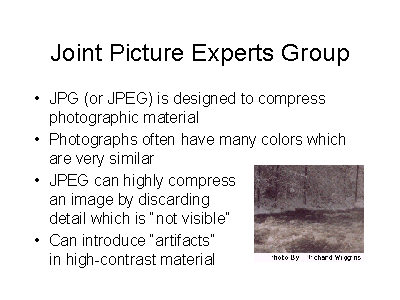 Joint Picture Experts Group
• JPG (or JPEG) is designed to compress
photographic material
• Photographs often have many colors which
are very similar
• JPEG can highly compress
an image by discarding
detail which is "not visible"
• Can introduce "artifacts"
in high-contrast material
Photo By Richard Wiggins